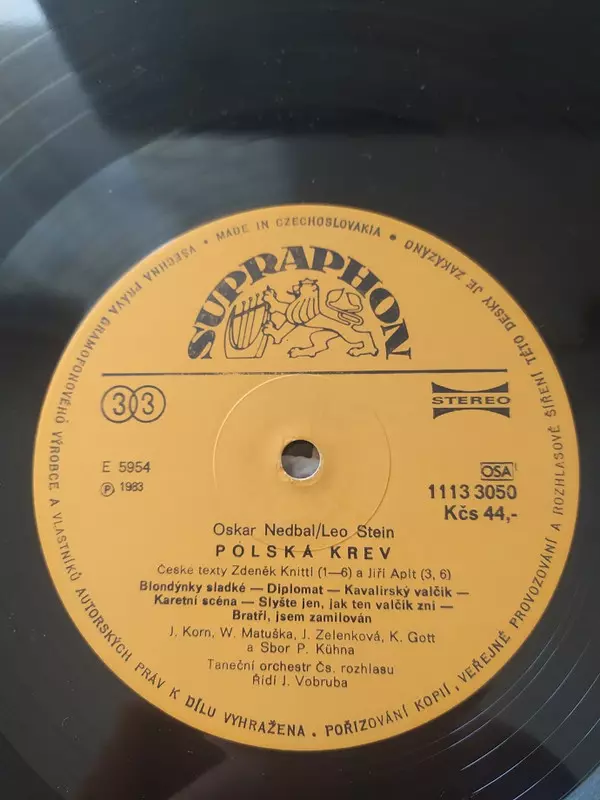 VŠECHNA PRÁVA GRAMOFONOVÉHO VÝROBCE A VLASTNÍKŮ AUTORSKÝCH PRÁV K DÍLU VYHRAŽENA. • POŘIZOVÁNÍ KOPIÍ, VEŘEJNÉ PROVOZOVÁNÍ A ROZHLASOVÉ ŠÍŘENÍ TÉTO DESKY JE ZAKÁZÁNO
• MADE IN CZECHOSLOVAKIA •
SUPRAPHON
33
STEREO
E 5954
Ⓟ 1983
OSA
1113 3050
Kčs 44,-
Oskar Nedbal/Leo Stein
POLSKÁ KREV
České texty Zdeněk Knittl (1—6) a Jiří Aplt (3, 6)
Blondýnky sladké — Diplomat — Kavalírský valčík —
Karetní scéna — Slyšte jen, jak ten valčík zní —
Bratři, jsem zamilován
J. Korn, W. Matuška, J. Zelenková, K. Gott
a Sbor P. Kühna
Taneční orchestr Čs. rozhlasu
Řídí J. Vobruba